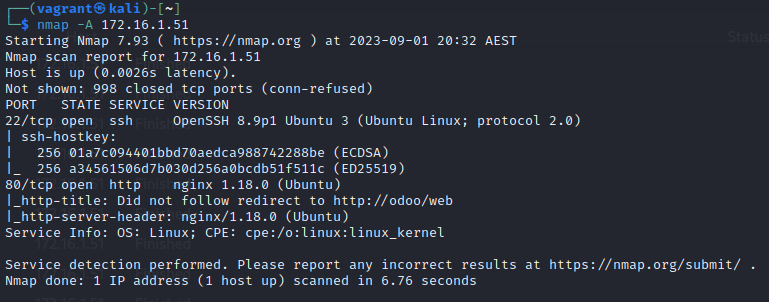 ┌──(vagrant㉿kali)-[~]
└─$ nmap -A 172.16.1.51
Starting Nmap 7.93 ( https://nmap.org ) at 2023-09-01 20:32 AEST
Nmap scan report for 172.16.1.51
Host is up (0.0026s latency).
Not shown: 998 closed tcp ports (conn-refused)
PORT   STATE SERVICE VERSION
22/tcp open  ssh     OpenSSH 8.9p1 Ubuntu 3 (Ubuntu Linux; protocol 2.0)
| ssh-hostkey:
|   256 01a7c094401bbd70aedca988742288be (ECDSA)
|_  256 a34561506d7b030d256a0bcdb51f511c (ED25519)
80/tcp open  http    nginx 1.18.0 (Ubuntu)
|_http-title: Did not follow redirect to http://odoo/web
|_http-server-header: nginx/1.18.0 (Ubuntu)
Service Info: OS: Linux; CPE: cpe:/o:linux:linux_kernel
Service detection performed. Please report any incorrect results at https://nmap.org/submit/ .
Nmap done: 1 IP address (1 host up) scanned in 6.76 seconds
Status
172.16.1.51 Finished